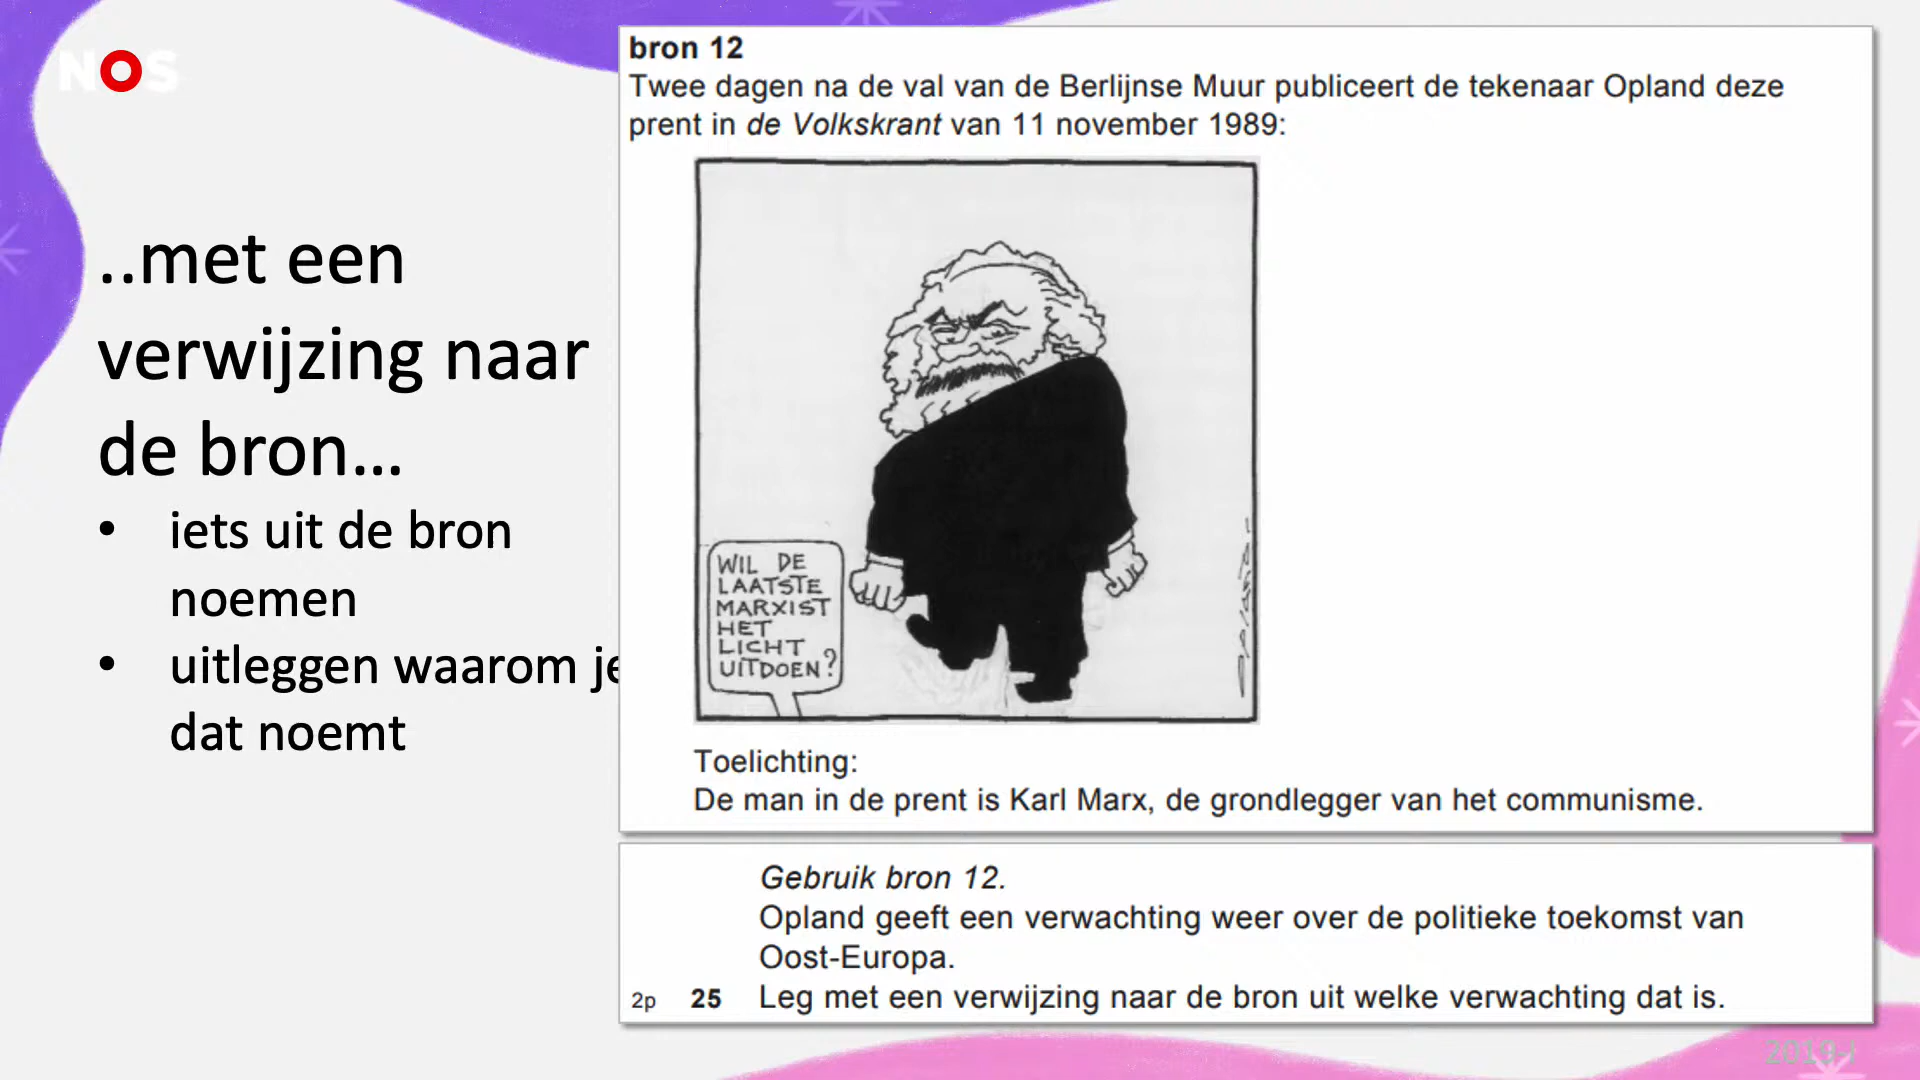 NOS
..met een
verwijzing naar
de bron...
• iets uit de bron
noemen
• uitleggen waarom je
dat noemt
bron 12
Twee dagen na de val van de Berlijnse Muur publiceert de tekenaar Opland deze
prent in de Volkskrant van 11 november 1989:
WIL DE
LAATSTE
MARXIST
HET
LICHT
UITDOEN?
OPLAND
Toelichting:
De man in de prent is Karl Marx, de grondlegger van het communisme.
Gebruik bron 12.
Opland geeft een verwachting weer over de politieke toekomst van
Oost-Europa.
2p 25 Leg met een verwijzing naar de bron uit welke verwachting dat is.
2019-I